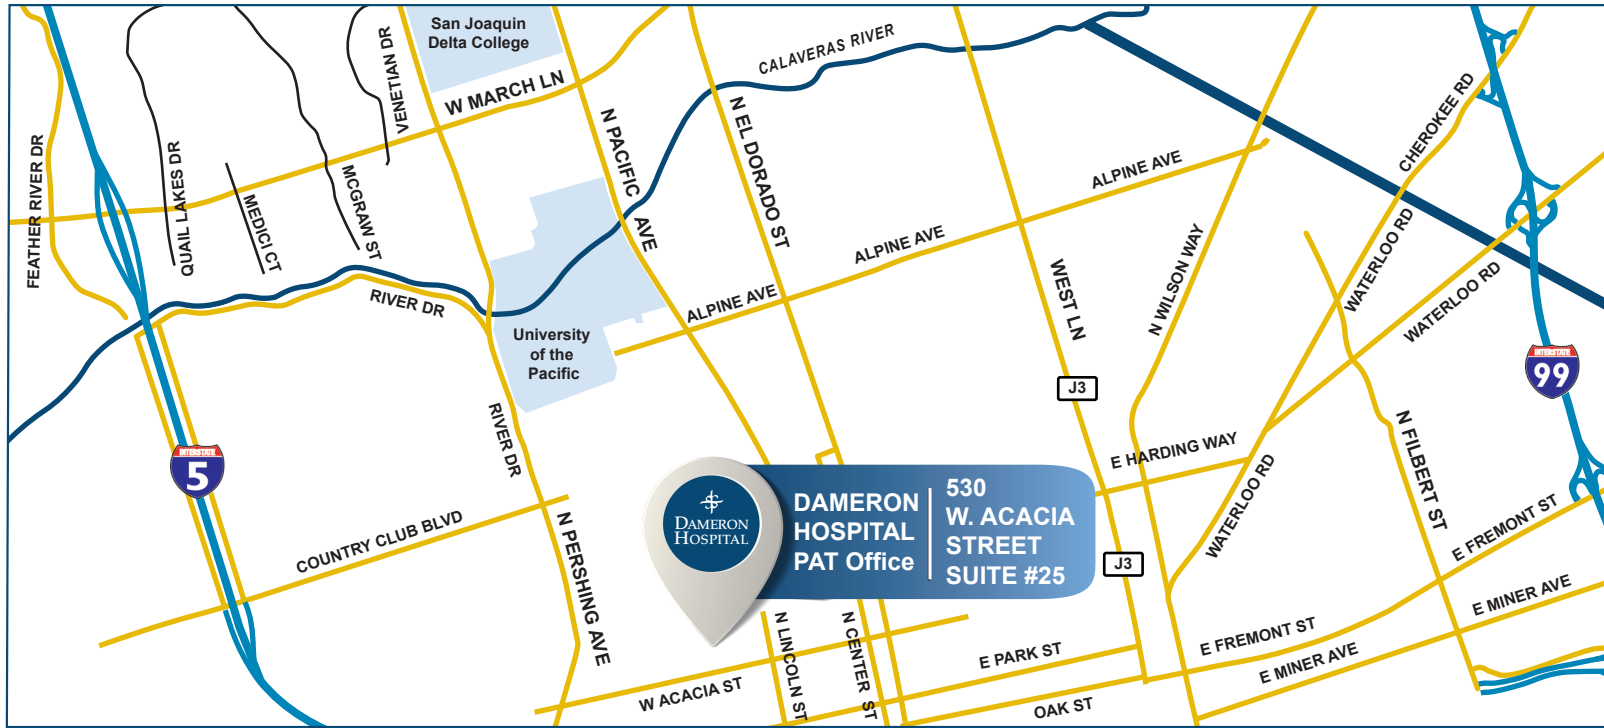 San Joaquin
Delta College
VENETIAN DR
W MARCH LN
CALAVERAS RIVER
N PACIFIC
AVE
N EL DORADO ST
CHEROKEE RD
FEATHER RIVER DR
QUAIL LAKES DR
MEDICI CT
MCGRAW ST
ALPINE AVE
ALPINE AVE
ALPINE AVE
RIVER DR
WEST LN
N WILSON WAY
WATERLOO RD
WATERLOO RD
University
of the
Pacific
INTERSTATE
99
J3
RIVER DR
E HARDING WAY
WATERLOO RD
N FILBERT ST
INTERSTATE
5
COUNTRY CLUB BLVD
N PERSHING AVE
DAMERON
HOSPITAL
DAMERON
HOSPITAL
PAT Office
530
W. ACACIA
STREET
SUITE #25
J3
E FREMONT ST
E MINER AVE
N LINCOLN ST
N CENTER ST
E PARK ST
E FREMONT ST
E MINER AVE
W ACACIA ST
OAK ST